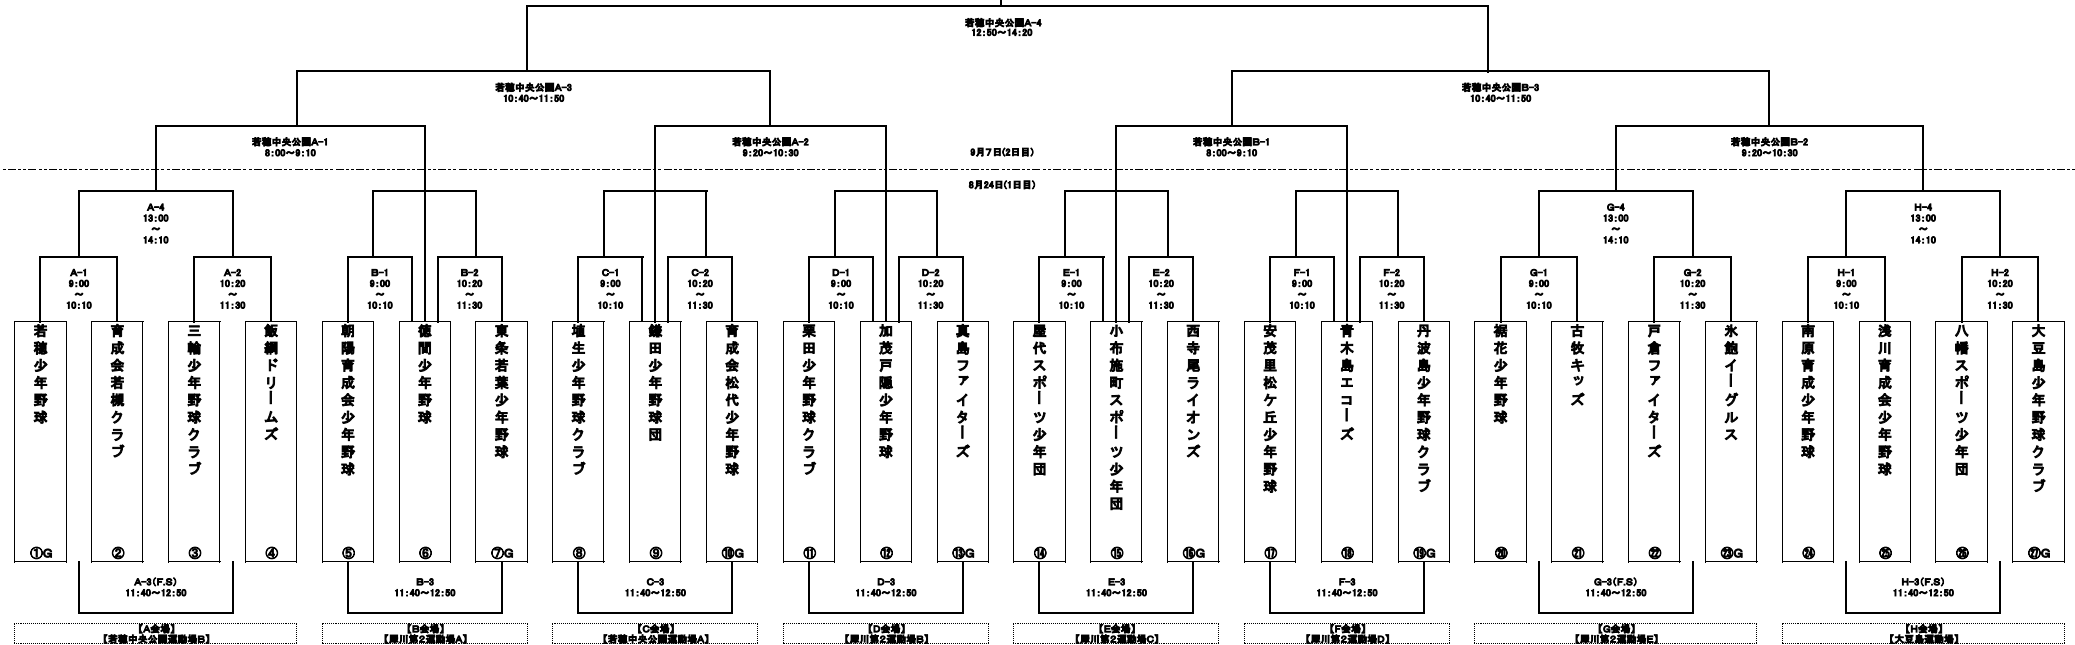 若穂中央公園A-4
12:50～14:20
若穂中央公園A-3
10:40～11:50
若穂中央公園B-3
10:40～11:50
若穂中央公園A-1
8:00～9:10
若穂中央公園A-2
9:20～10:30
9月7日(2日目)
若穂中央公園B-1
8:00～9:10
若穂中央公園B-2
9:20～10:30
8月24日(1日目)
A-4
13:00
～
14:10
G-4
13:00
～
14:10
H-4
13:00
～
14:10
A-1
9:00
～
10:10
A-2
10:20
～
11:30
B-1
9:00
～
10:10
B-2
10:20
～
11:30
C-1
9:00
～
10:10
C-2
10:20
～
11:30
D-1
9:00
～
10:10
D-2
10:20
～
11:30
E-1
9:00
～
10:10
E-2
10:20
～
11:30
F-1
9:00
～
10:10
F-2
10:20
～
11:30
G-1
9:00
～
10:10
G-2
10:20
～
11:30
H-1
9:00
～
10:10
H-2
10:20
～
11:30
若穂少年野球
①G
育成会若槻クラブ
②
三輪少年野球クラブ
③
飯綱ドリームズ
④
朝陽育成会少年野球
⑤
徳間少年野球
⑥
東条若葉少年野球
⑦G
埴生少年野球クラブ
⑧
鎌田少年野球団
⑨
育成会松代少年野球
⑩G
栗田少年野球クラブ
⑪
加茂戸隠少年野球
⑫
真島ファイターズ
⑬G
屋代スポーツ少年団
⑭
小布施町スポーツ少年団
⑮
西寺尾ライオンズ
⑯G
安茂里松ケ丘少年野球
⑰
青木島エコーズ
⑱
丹波島少年野球クラブ
⑲G
裾花少年野球
⑳
古牧キッズ
㉑
戸倉ファイターズ
㉒
氷鉋イーグルス
㉓G
南原育成少年野球
㉔
浅川育成会少年野球
㉕
八幡スポーツ少年団
㉖
大豆島少年野球クラブ
㉗G
A-3(F.S)
11:40～12:50
B-3
11:40～12:50
C-3
11:40～12:50
D-3
11:40～12:50
E-3
11:40～12:50
F-3
11:40～12:50
G-3(F.S)
11:40～12:50
H-3(F.S)
11:40～12:50
【A会場】
【若穂中央公園運動場B】
【B会場】
【犀川第2運動場A】
【C会場】
【若穂中央公園運動場A】
【D会場】
【犀川第2運動場B】
【E会場】
【犀川第2運動場C】
【F会場】
【犀川第2運動場D】
【G会場】
【犀川第2運動場E】
【H会場】
【大豆島運動場】